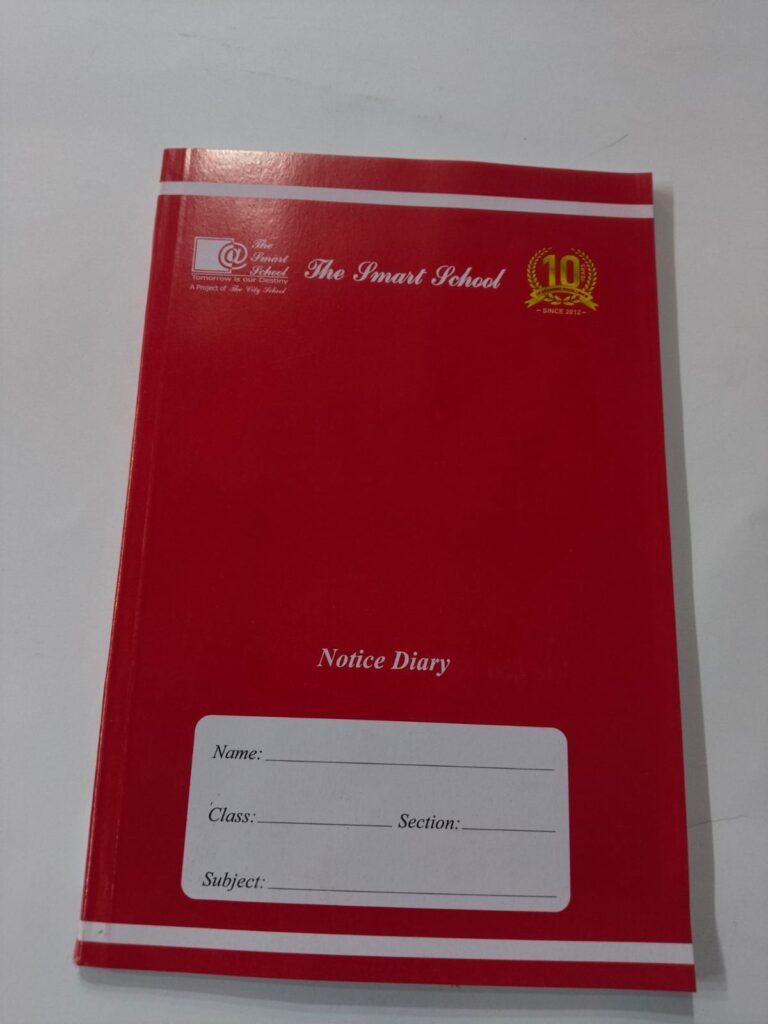 The
Smart
School
Tomorrow is our Destiny
A Project of The City School
The Smart School
10
YEARS
- SINCE 2012 -
Notice Diary
Name:
Class: Section:
Subject: